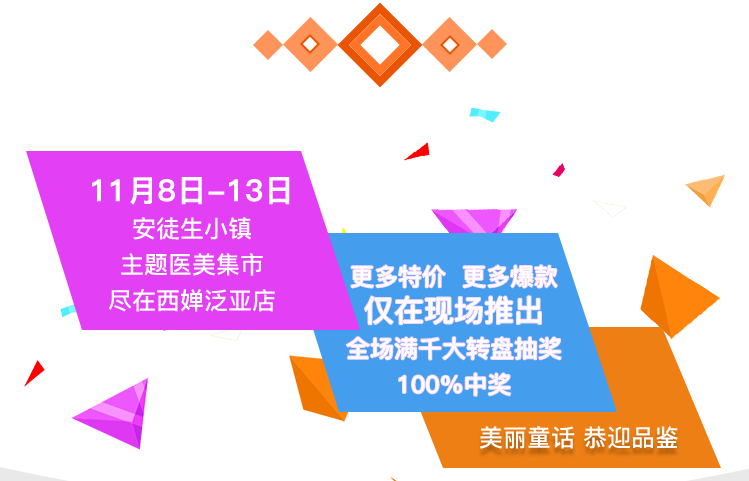 11月8日-13日
安徒生小镇
主题医美集市
尽在西婵泛亚店
更多特价 更多爆款
仅在现场推出
全场满千大转盘抽奖
100%中奖
美丽童话 恭迎品鉴